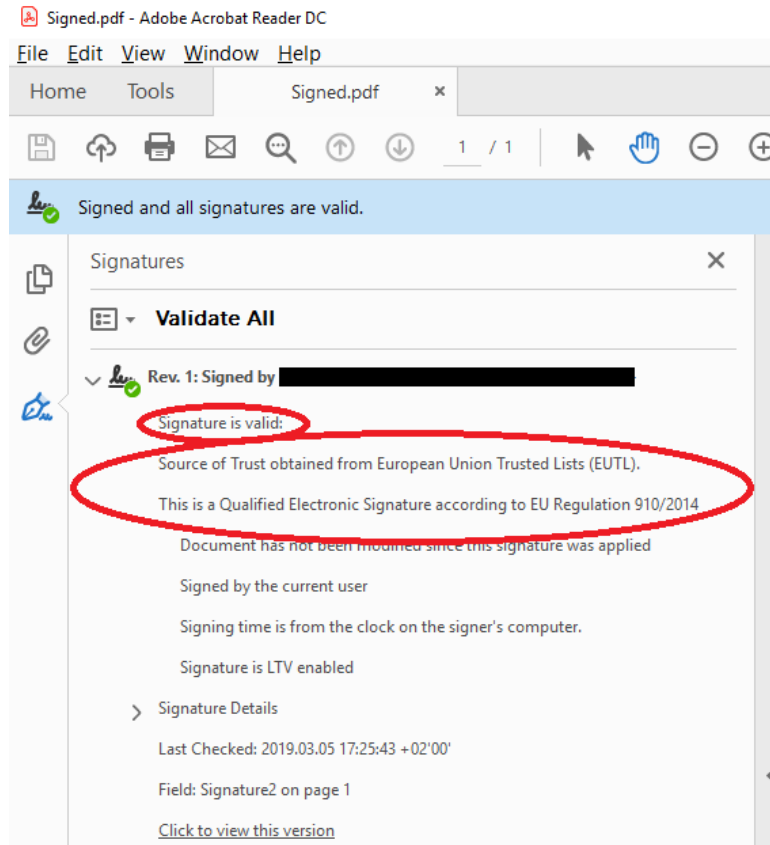 Signed.pdf - Adobe Acrobat Reader DC
File Edit View Window Help
Home Tools Signed.pdf ×
1 / 1
Signed and all signatures are valid.
Signatures
Validate All
Rev. 1: Signed by
Signature is valid:
Source of Trust obtained from European Union Trusted Lists (EUTL).
This is a Qualified Electronic Signature according to EU Regulation 910/2014
Document has not been modified since this signature was applied
Signed by the current user
Signing time is from the clock on the signer's computer.
Signature is LTV enabled
Signature Details
Last Checked: 2019.03.05 17:25:43 +02'00'
Field: Signature2 on page 1
Click to view this version